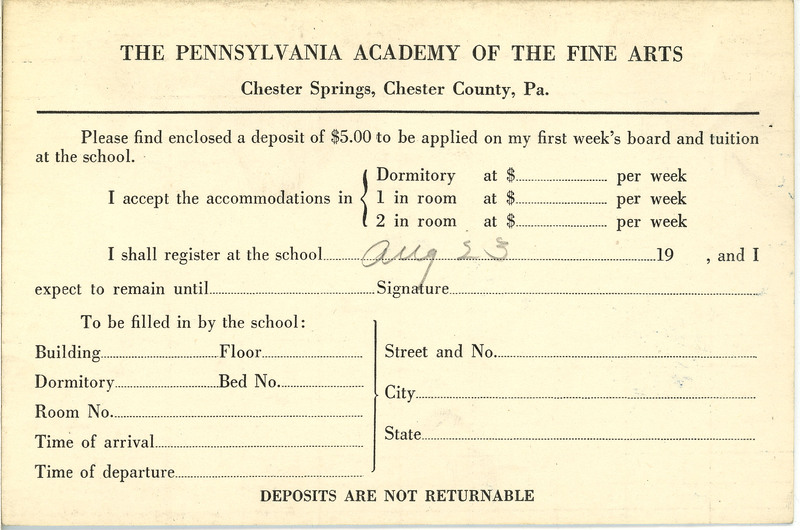 THE PENNSYLVANIA ACADEMY OF THE FINE ARTS
Chester Springs, Chester County, Pa.
Please find enclosed a deposit of $5.00 to be applied on my first week's board and tuition
at the school.
I accept the accommodations in { Dormitory at $ per week
1 in room at $ per week
2 in room at $ per week
I shall register at the school Aug 23 19 , and I
expect to remain until Signature
To be filled in by the school:
Building Floor
Dormitory Bed No.
Room No.
Time of arrival
Time of departure
Street and No.
City
State
DEPOSITS ARE NOT RETURNABLE